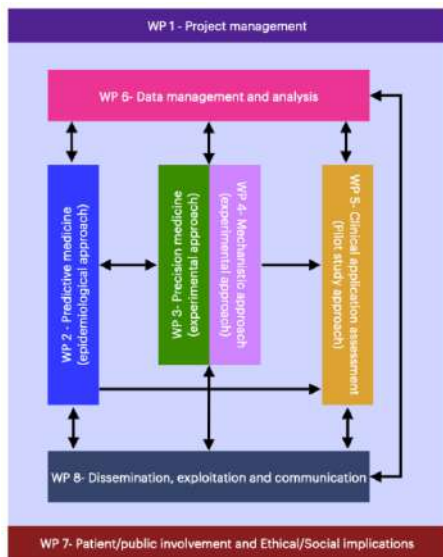 WP 1 - Project management
WP 6- Data management and analysis
WP 2 - Predictive medicine
(epidemiological approach)
WP 3- Precision medicine
(experimental approach)
WP 4- Mechanistic approach
(experimental approach)
WP 5- Clinical application
assessment
(Pilot study approach)
WP 8- Dissemination, exploitation and communication
WP 7- Patient/public involvement and Ethical/Social implications